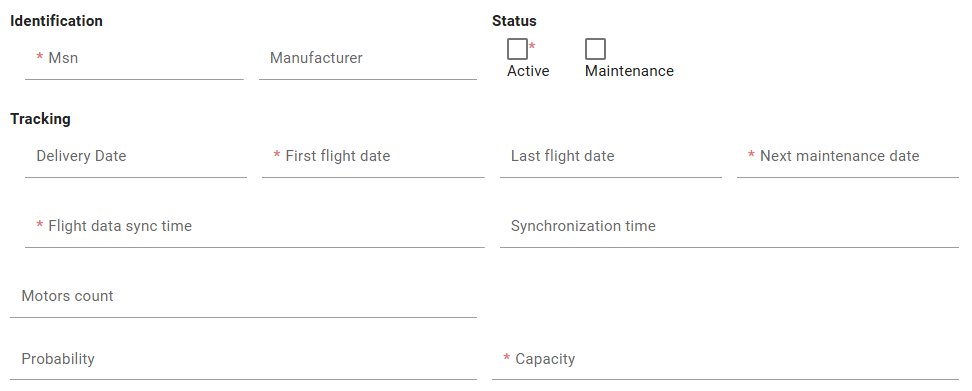 Identification Status
* Msn Manufacturer *
Active Maintenance
Tracking
Delivery Date * First flight date Last flight date * Next maintenance date
* Flight data sync time Synchronization time
Motors count
Probability * Capacity